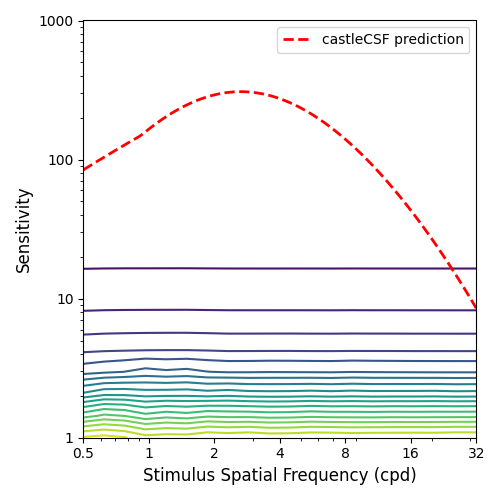 1000
castleCSF prediction
100
Sensitivity
10
1
0.5 1 2 4 8 16 32
Stimulus Spatial Frequency (cpd)